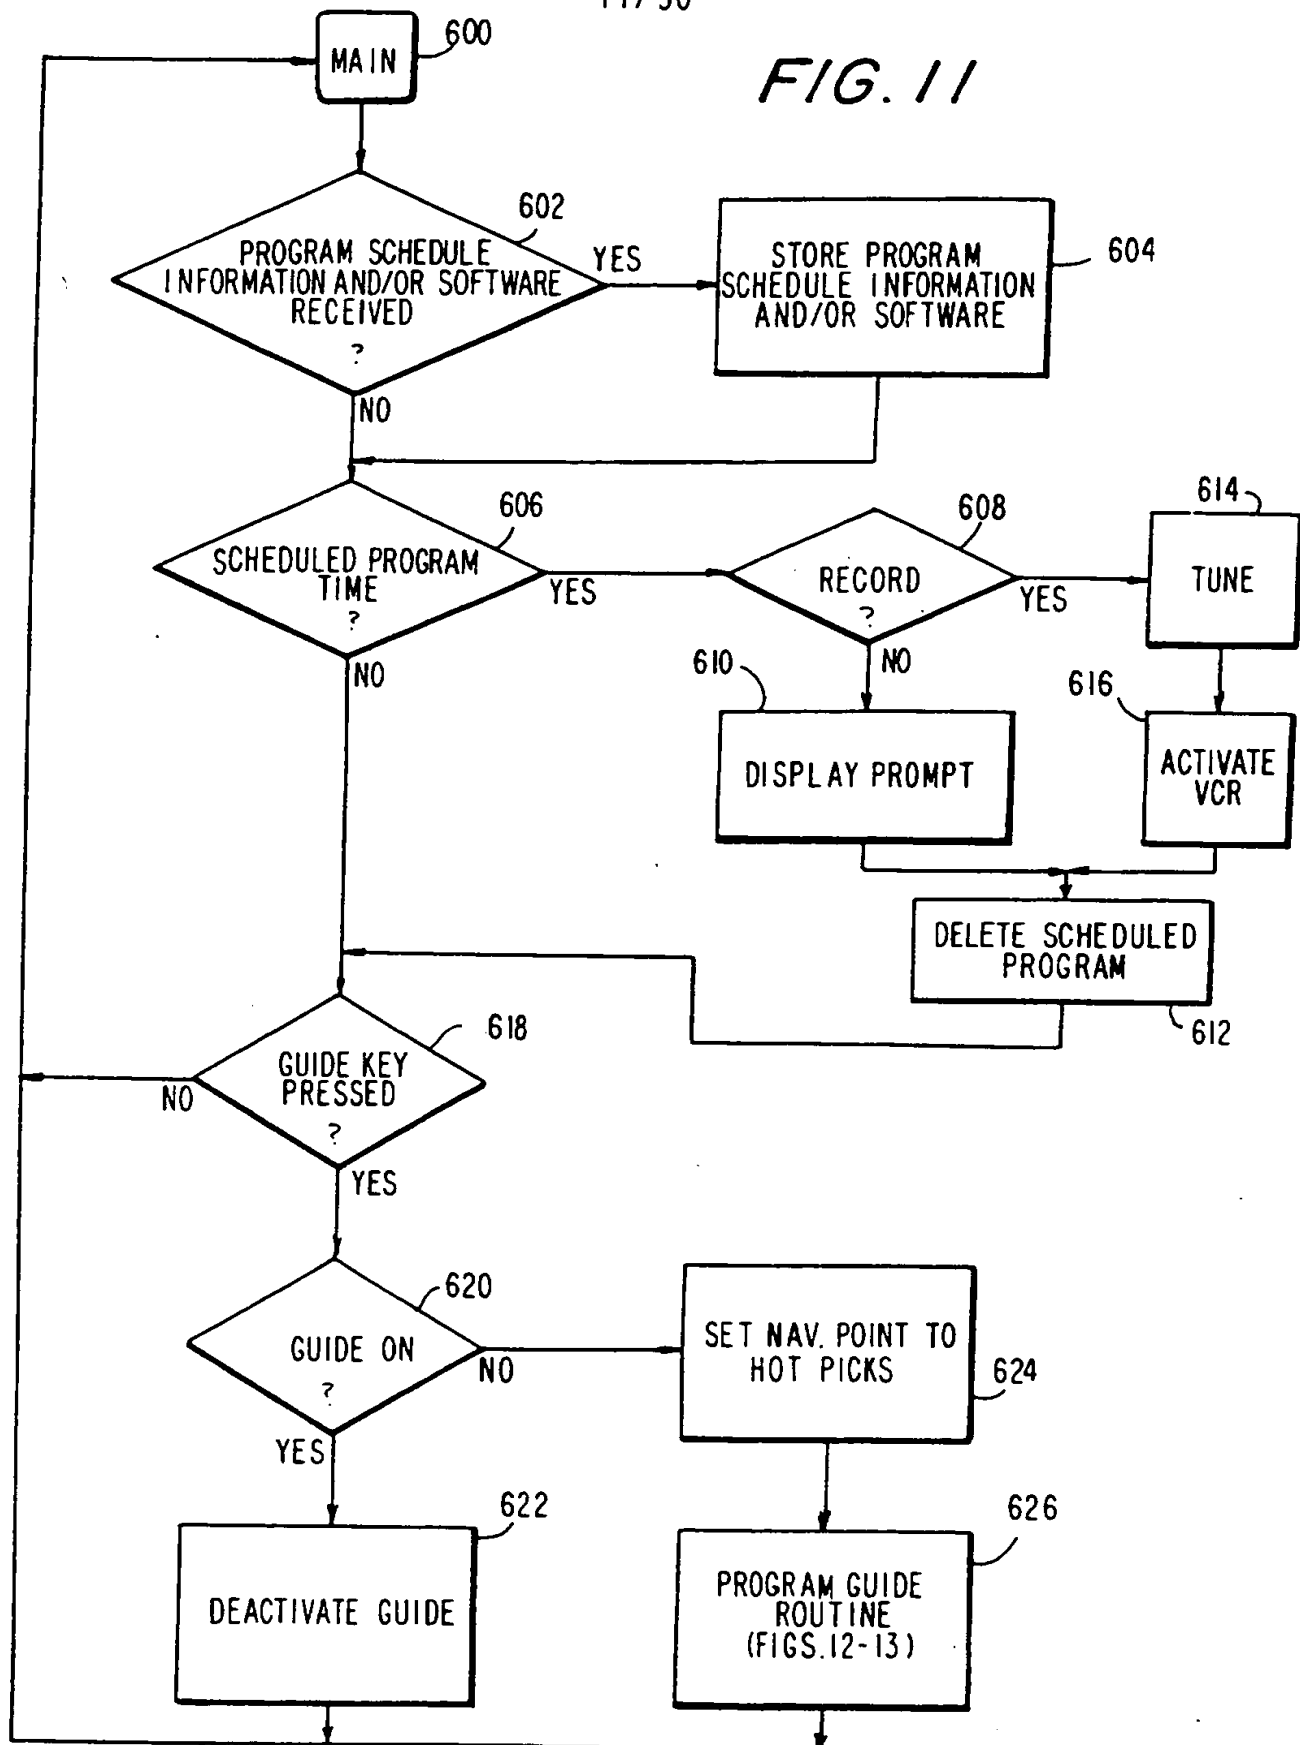 MAIN
600
FIG. 11
602
PROGRAM SCHEDULE
INFORMATION AND/OR SOFTWARE
RECEIVED
?
YES
NO
STORE PROGRAM
SCHEDULE INFORMATION
AND/OR SOFTWARE
604
606
SCHEDULED PROGRAM
TIME
?
YES
NO
608
RECORD
?
YES
NO
614
TUNE
610
DISPLAY PROMPT
616
ACTIVATE
VCR
DELETE SCHEDULED
PROGRAM
612
618
GUIDE KEY
PRESSED
?
NO
YES
620
GUIDE ON
?
NO
YES
SET NAV. POINT TO
HOT PICKS
624
622
DEACTIVATE GUIDE
626
PROGRAM GUIDE
ROUTINE
(FIGS.12-13)